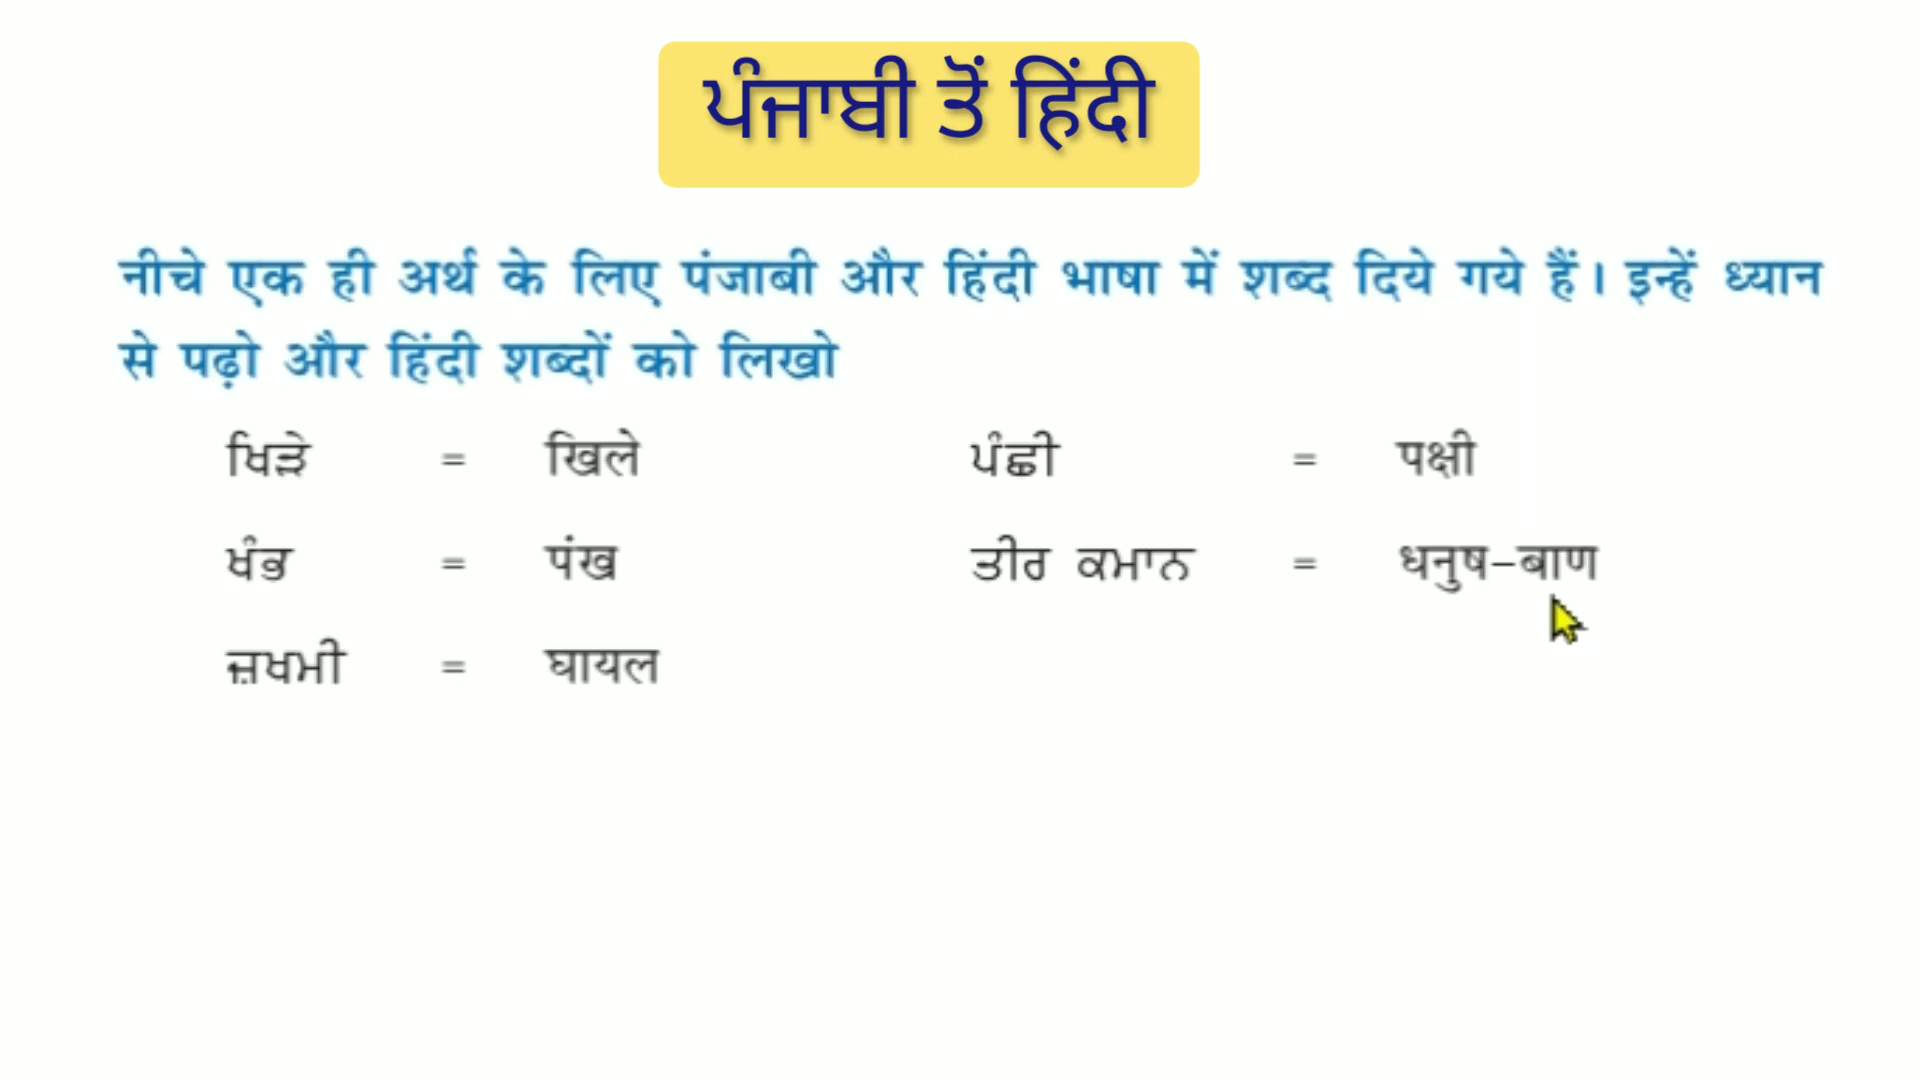 ਪੰਜਾਬੀ ਤੋਂ ਹਿੰਦੀ
नीचे एक ही अर्थ के लिए पंजाबी और हिंदी भाषा में शब्द दिये गये हैं। इन्हें ध्यान
से पढ़ो और हिंदी शब्दों को लिखो
ਖਿੜੇ = खिले ਪੰਛੀ = पक्षी
ਖੰਭ = पंख ਤੀਰ ਕਮਾਨ = धनुष-बाण
ਜ਼ਖਮੀ = घायल